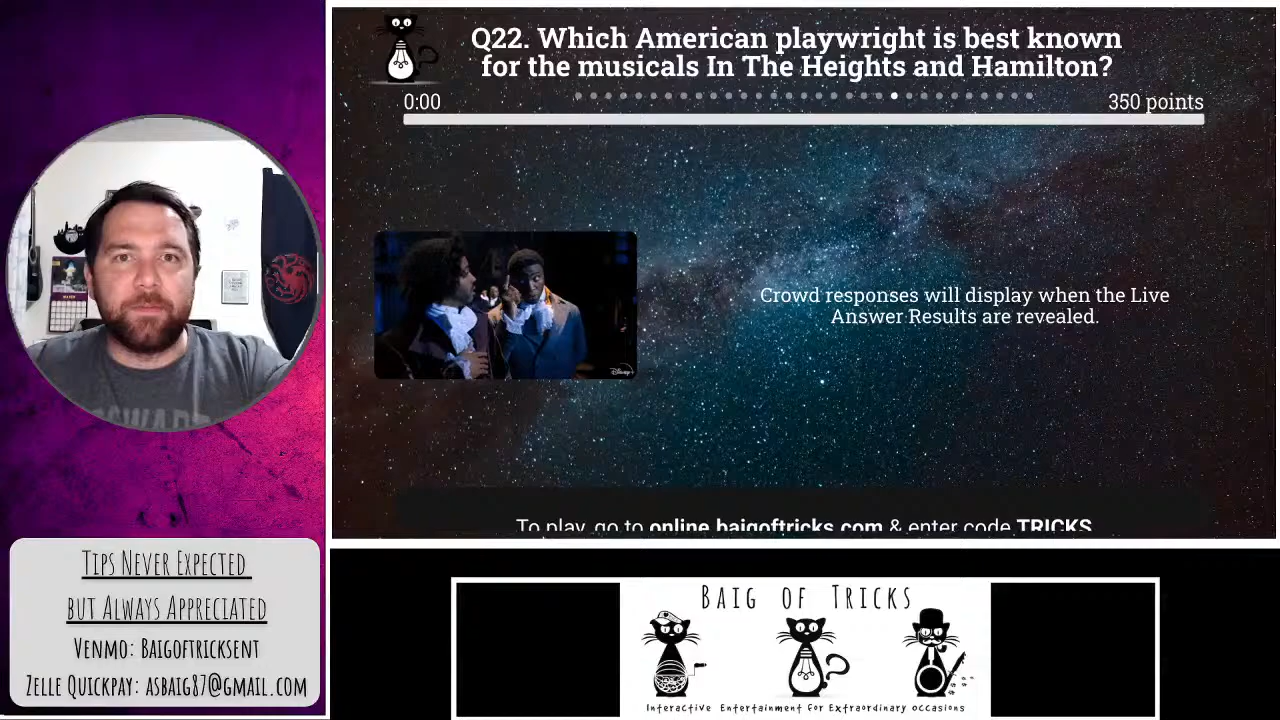 Q22. Which American playwright is best known
for the musicals In The Heights and Hamilton?
0:00
350 points
Disney+
Crowd responses will display when the Live
Answer Results are revealed.
To play, go to online.baigoftricks.com & enter code TRICKS
Tips Never Expected
but Always Appreciated
Venmo: Baigoftricksent
Zelle Quickpay: asbaig87@gmail.com
Baig of Tricks
Interactive Entertainment for Extraordinary Occasions